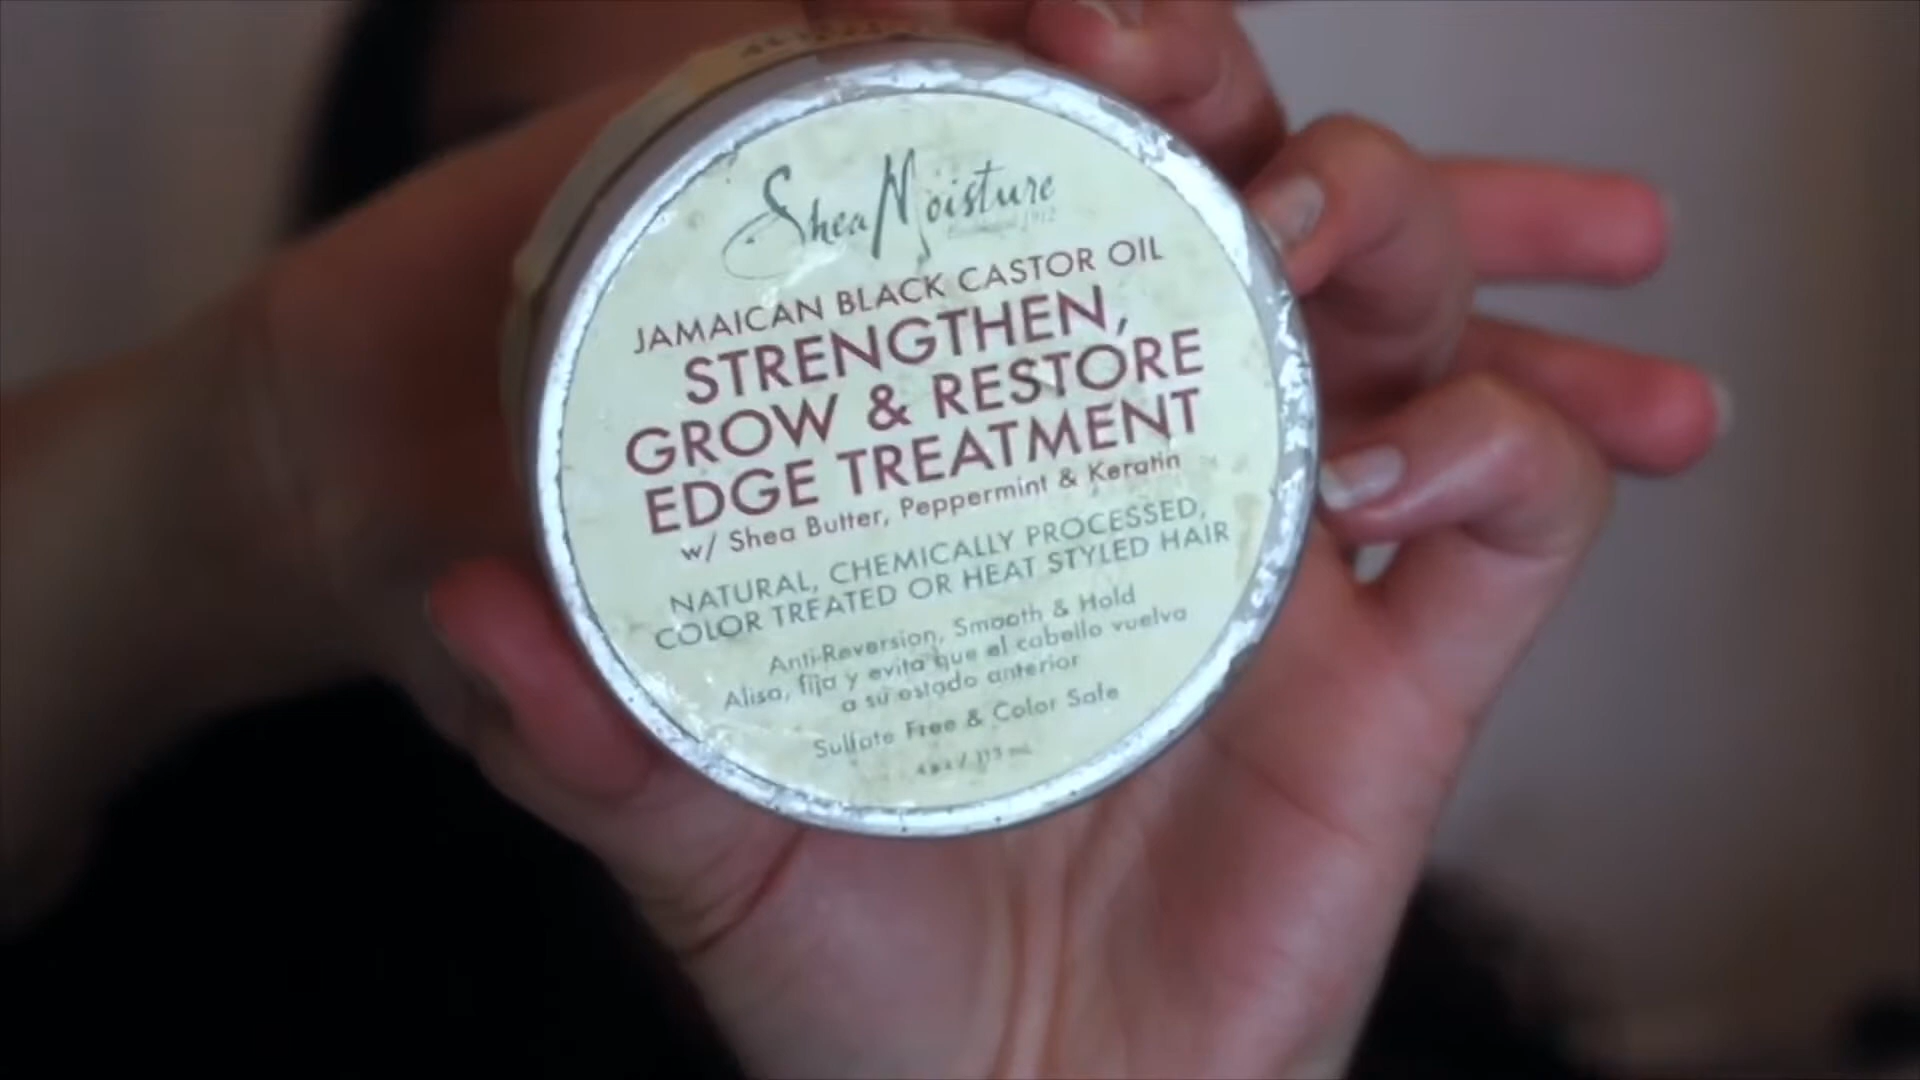 SheaMoisture
JAMAICAN BLACK CASTOR OIL
STRENGTHEN,
GROW & RESTORE
EDGE TREATMENT
w/ Shea Butter, Peppermint & Keratin
NATURAL, CHEMICALLY PROCESSED,
COLOR TREATED OR HEAT STYLED HAIR
Anti-Reversion, Smooth & Hold
Alisa, fija y evita que el cabello vuelva
a su estado anterior
Sulfate Free & Color Safe